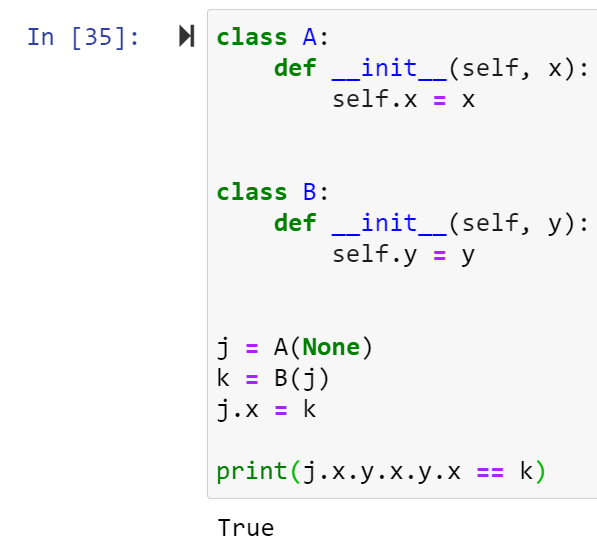 In [35]:
class A:
    def __init__(self, x):
        self.x = x
class B:
    def __init__(self, y):
        self.y = y
j = A(None)
k = B(j)
j.x = k
print(j.x.y.x.y.x == k)
True